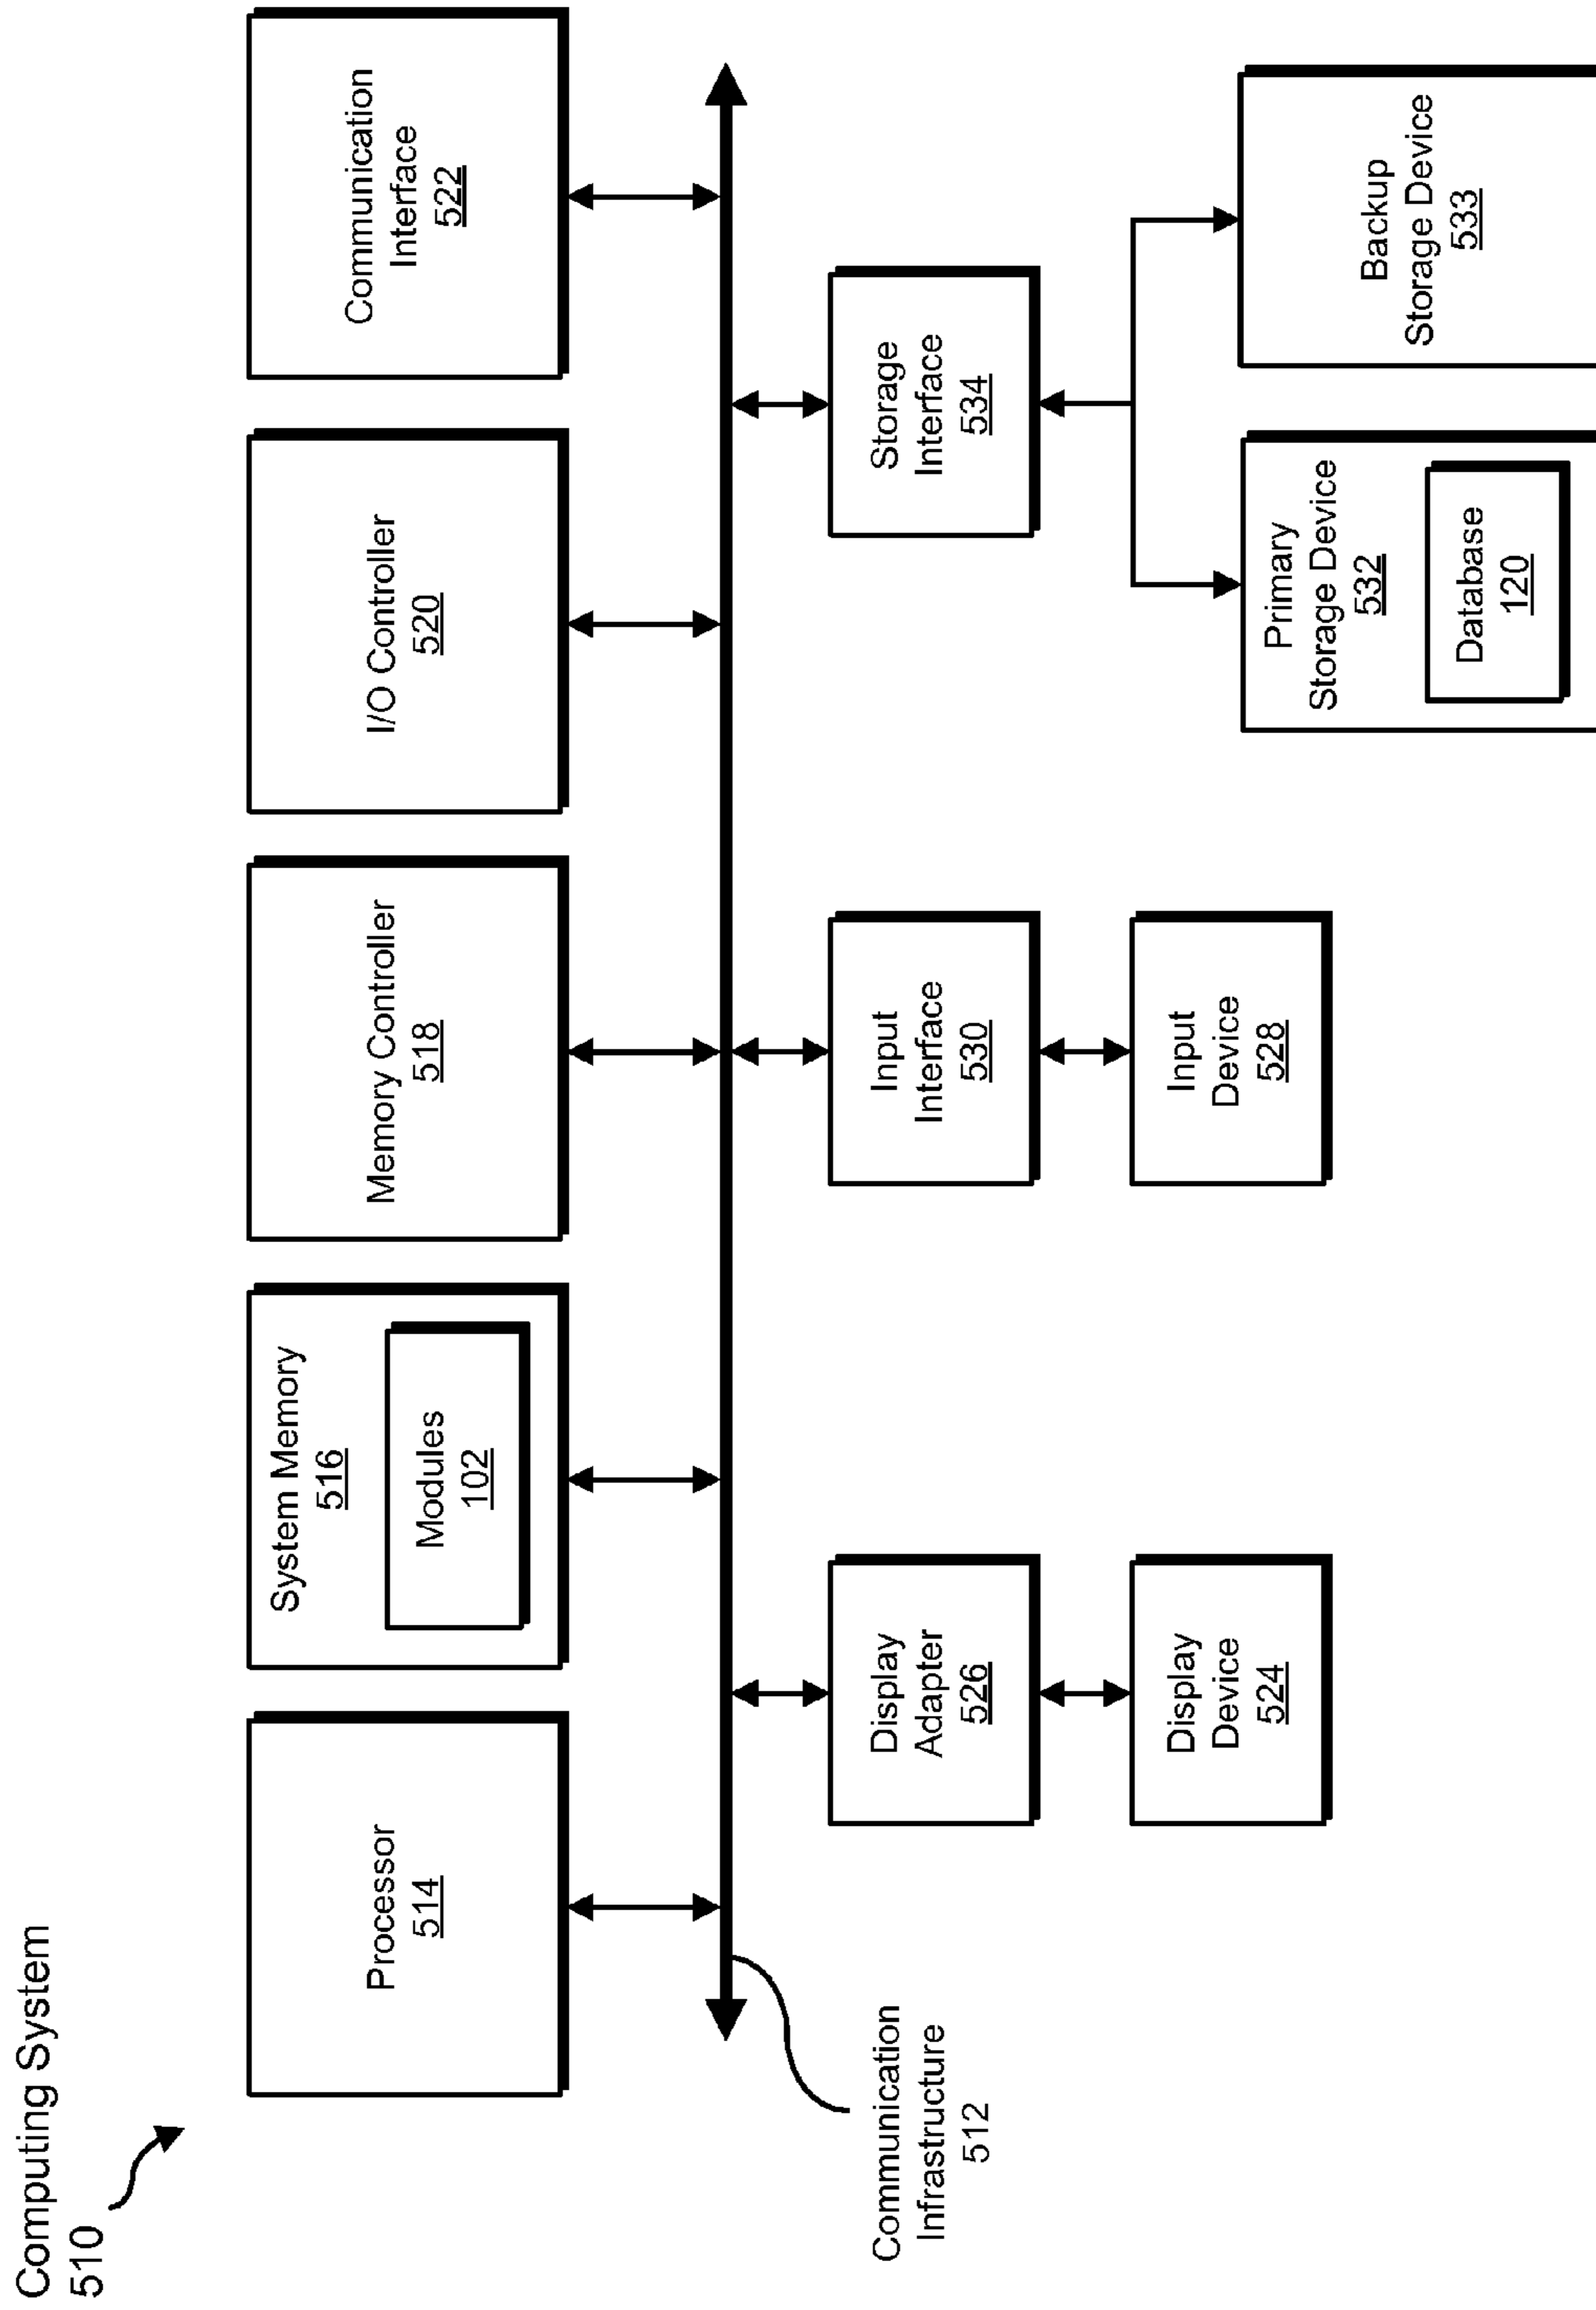 Computing System
510
Processor
514
System Memory
516
Modules
102
Memory Controller
518
I/O Controller
520
Communication
Interface
522
Communication
Infrastructure
512
Display
Adapter
526
Input
Interface
530
Storage
Interface
534
Display
Device
524
Input
Device
528
Primary
Storage Device
532
Database
120
Backup
Storage Device
533